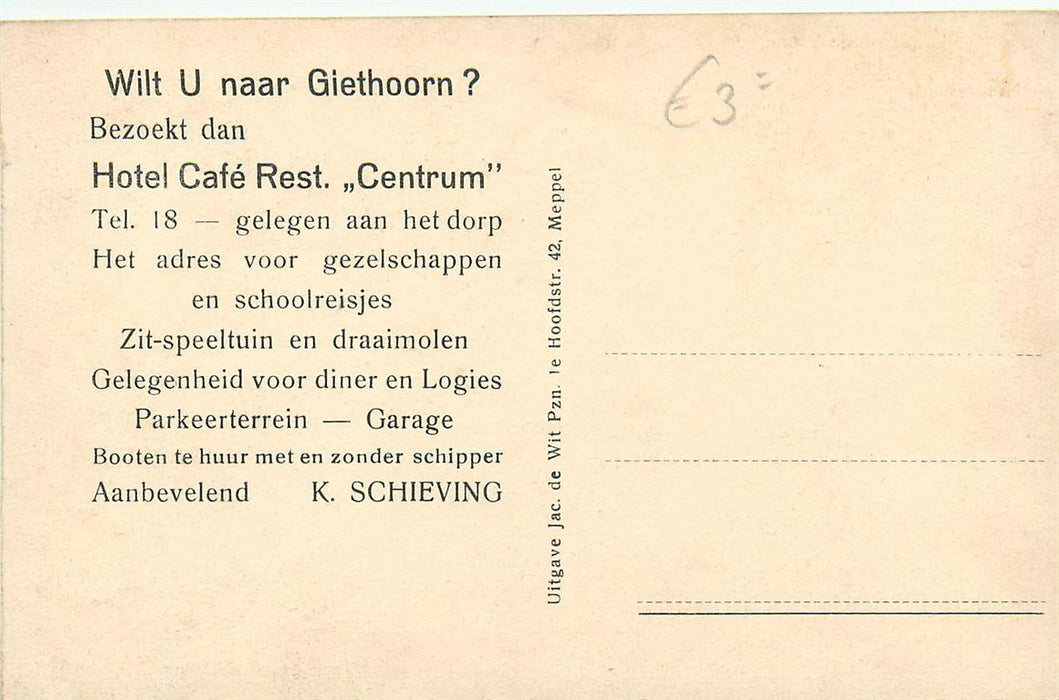 Wilt U naar Giethoorn ?
Bezoekt dan
Hotel Café Rest. „Centrum”
Tel. 18 — gelegen aan het dorp
Het adres voor gezelschappen
en schoolreisjes
Zit-speeltuin en draaimolen
Gelegenheid voor diner en Logies
Parkeerterrein — Garage
Booten te huur met en zonder schipper
Aanbevelend K. SCHIEVING
Uitgave Jac. de Wit Pzn. 1e Hoofdstr. 42, Meppel
€3=